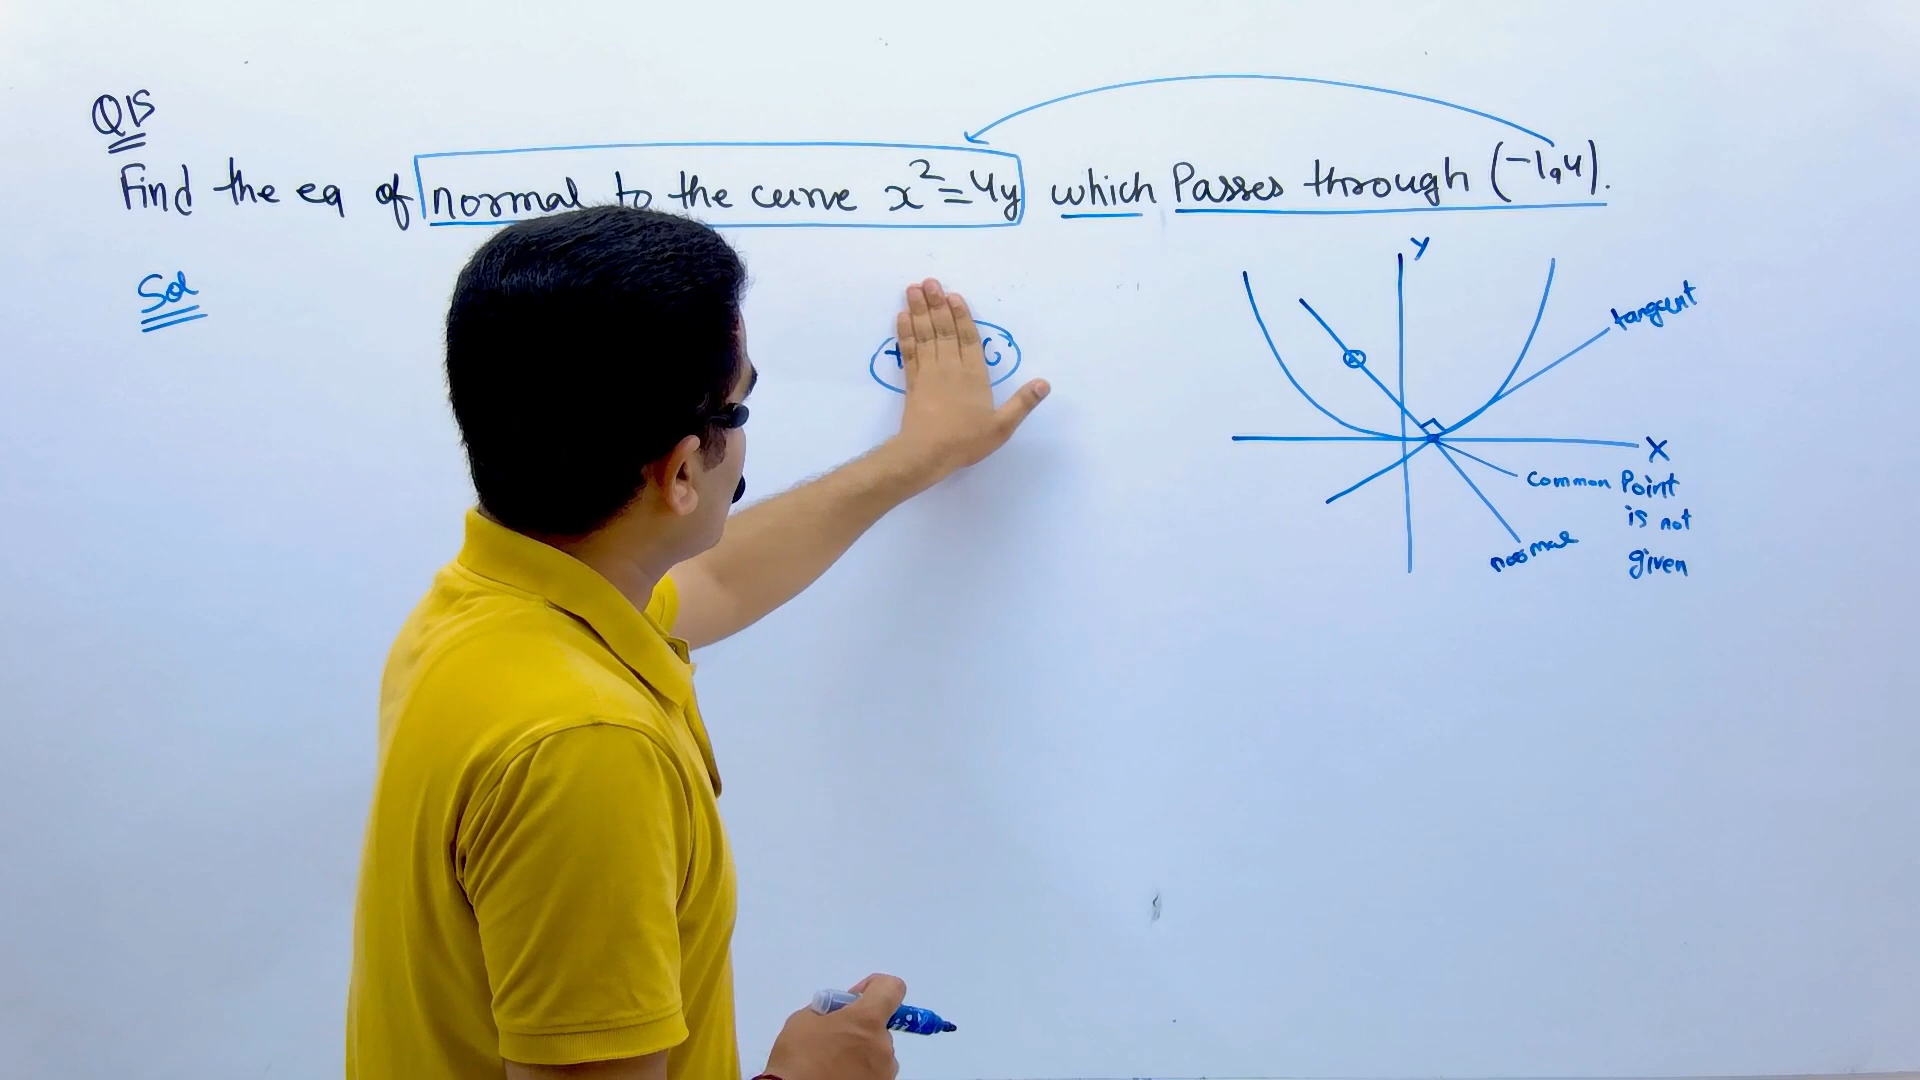 Q15
Find the eq of normal to the curve x²=4y which Passes through (-1,4).
Sol
y
tangent
X
Common Point
is not
given
normal